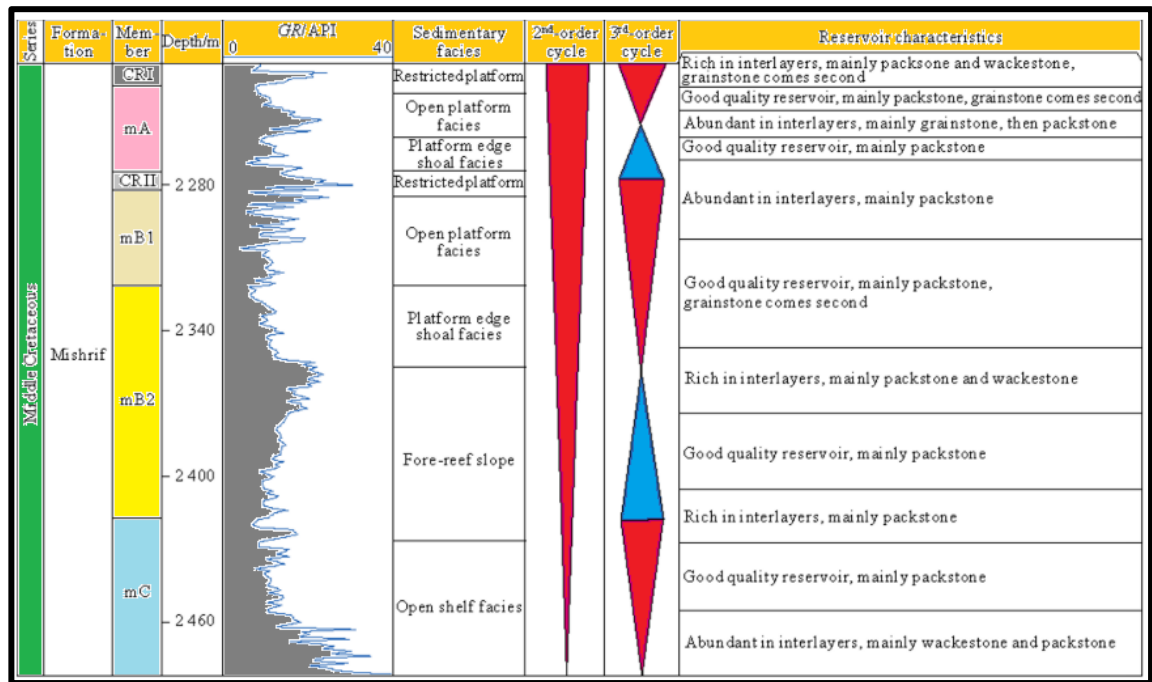 Series
Forma-
tion
Mem-
ber
Depth/m
GR/API
0
40
Sedimentary
facies
2nd-order
cycle
3rd-order
cycle
Reservoir characteristics
Middle Cretaceous
Mishrif
CRI
mA
CRII
mB1
mB2
mC
2 280
2 340
2 400
2 460
Restricted platform
Open platform
facies
Platform edge
shoal facies
Restricted platform
Open platform
facies
Platform edge
shoal facies
Fore-reef slope
Open shelf facies
Rich in interlayers, mainly packsone and wackestone,
grainstone comes second
Good quality reservoir, mainly packstone, grainstone comes second
Abundant in interlayers, mainly grainstone, then packstone
Good quality reservoir, mainly packstone
Abundant in interlayers, mainly packstone
Good quality reservoir, mainly packstone,
grainstone comes second
Rich in interlayers, mainly packstone and wackestone
Good quality reservoir, mainly packstone
Rich in interlayers, mainly packstone
Good quality reservoir, mainly packstone
Abundant in interlayers, mainly wackestone and packstone